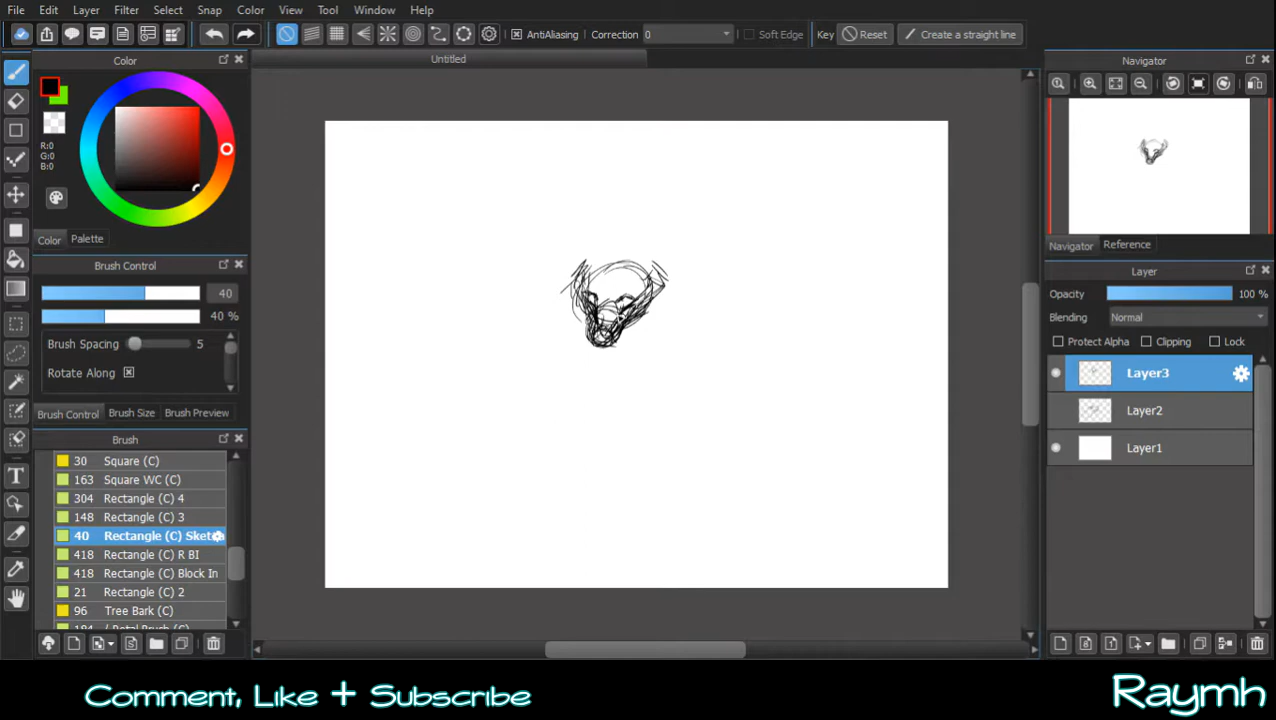 File Edit Layer Filter Select Snap Color View Tool Window Help
AntiAliasing Correction 0 Soft Edge Key Reset Create a straight line
Color
Untitled
Navigator
R:0
G:0
B:0
Color Palette
Navigator Reference
Brush Control
Layer
40
Opacity 100 %
40 %
Blending Normal
Brush Spacing 5
Protect Alpha Clipping Lock
Rotate Along
Layer3
Brush Control Brush Size Brush Preview
Layer2
Brush
Layer1
30 Square (C)
163 Square WC (C)
304 Rectangle (C) 4
148 Rectangle (C) 3
40 Rectangle (C)
418 Rectangle (C) R BI
418 Rectangle (C) Block In
21 Rectangle (C) 2
96 Tree Bark (C)
Comment, Like + Subscribe
Raymh